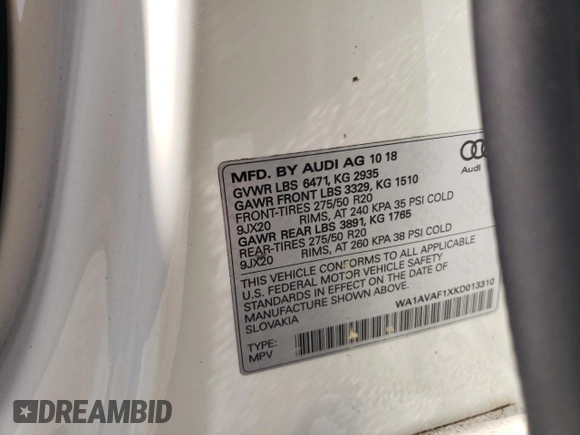 MFD. BY AUDI AG 10 18
GVWR LBS 6471, KG 2935
GAWR FRONT LBS 3329, KG 1510
FRONT-TIRES 275/50 R20
9JX20 RIMS, AT 240 KPA 35 PSI COLD
GAWR REAR LBS 3891, KG 1765
REAR-TIRES 275/50 R20
9JX20 RIMS, AT 260 KPA 38 PSI COLD
THIS VEHICLE CONFORMS TO ALL APPLICABLE
U.S. FEDERAL MOTOR VEHICLE SAFETY
STANDARDS IN EFFECT ON THE DATE OF
MANUFACTURE SHOWN ABOVE.
SLOVAKIA
WA1AVAF1XKD013310
TYPE:
MPV
Audi
DREAMBID